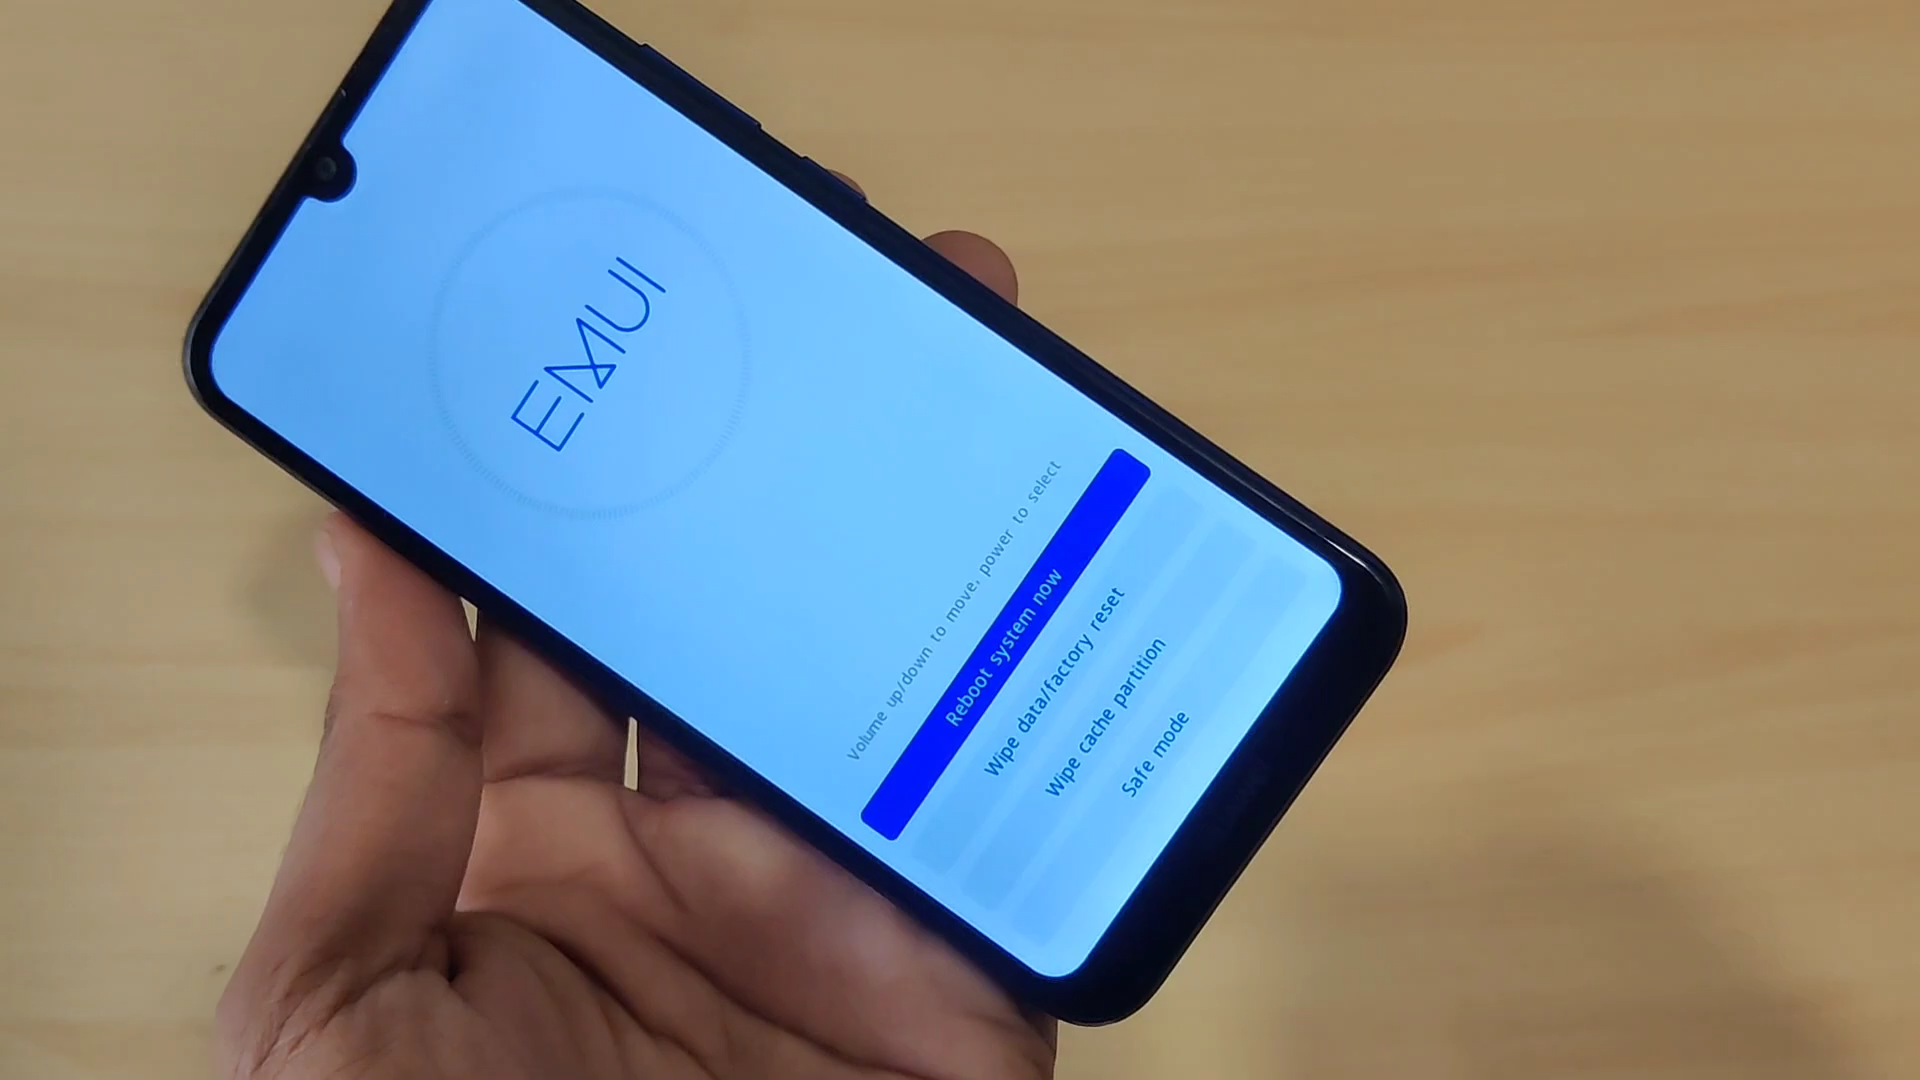 EMUI
Volume up/down to move, power to select
Reboot system now
Wipe data/factory reset
Wipe cache partition
Safe mode